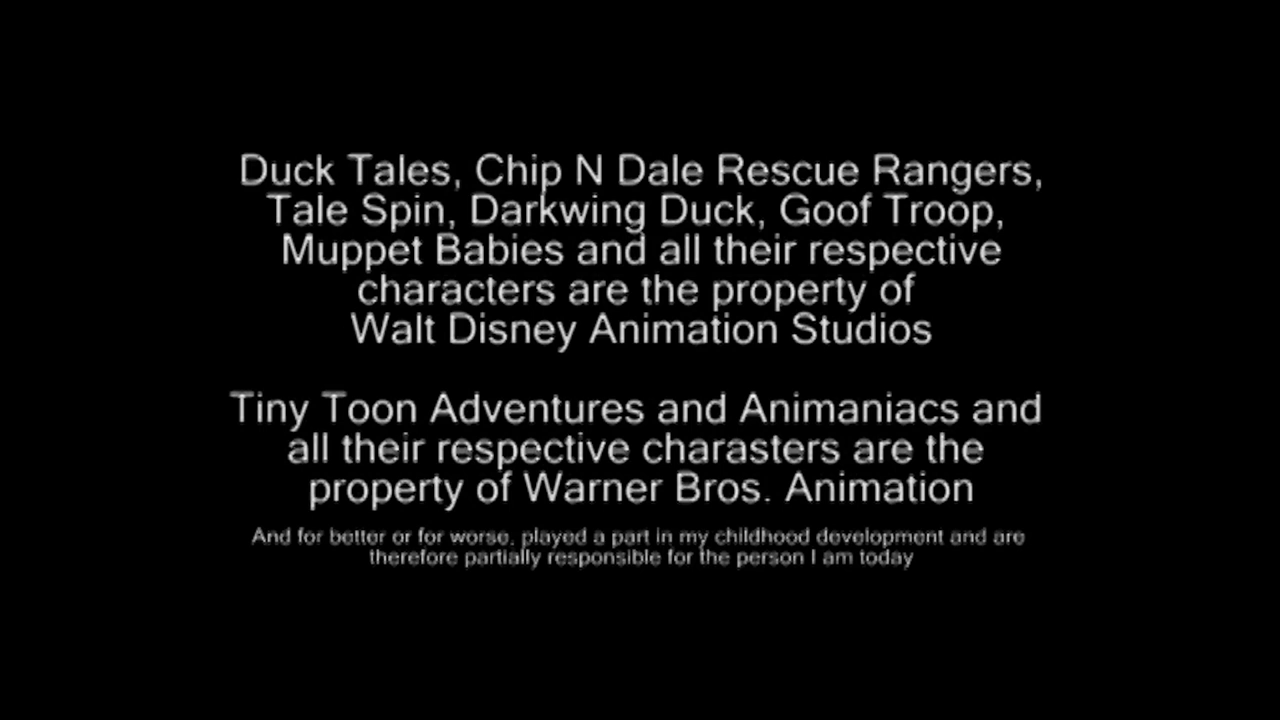 Duck Tales, Chip N Dale Rescue Rangers,
Tale Spin, Darkwing Duck, Goof Troop,
Muppet Babies and all their respective
characters are the property of
Walt Disney Animation Studios
Tiny Toon Adventures and Animaniacs and
all their respective charasters are the
property of Warner Bros. Animation
And for better or for worse, played a part in my childhood development and are
therefore partially responsible for the person I am today